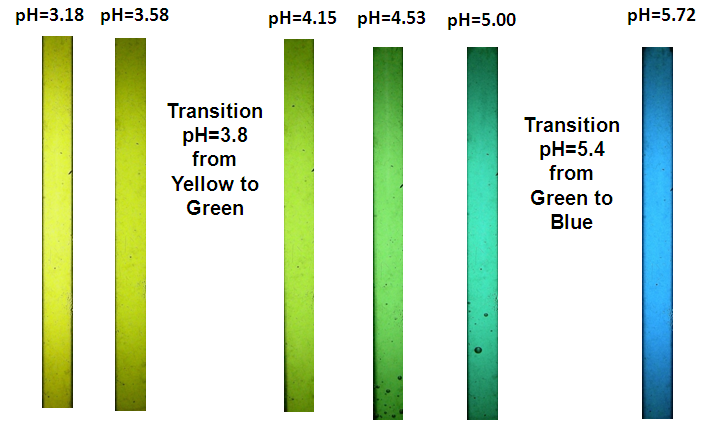 pH=3.18
pH=3.58
pH=4.15
pH=4.53
pH=5.00
pH=5.72
Transition
pH=3.8
from
Yellow to
Green
Transition
pH=5.4
from
Green to
Blue